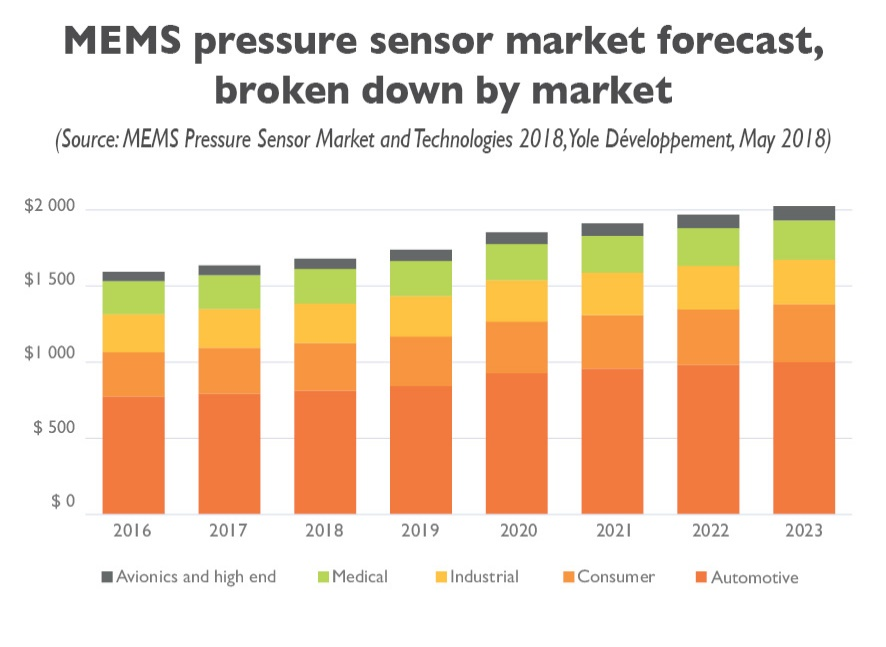 MEMS pressure sensor market forecast,
broken down by market
(Source: MEMS Pressure Sensor Market and Technologies 2018, Yole Développement, May 2018)
$2 000
$1 500
$1 000
$ 500
$ 0
2016 2017 2018 2019 2020 2021 2022 2023
Avionics and high end Medical Industrial Consumer Automotive